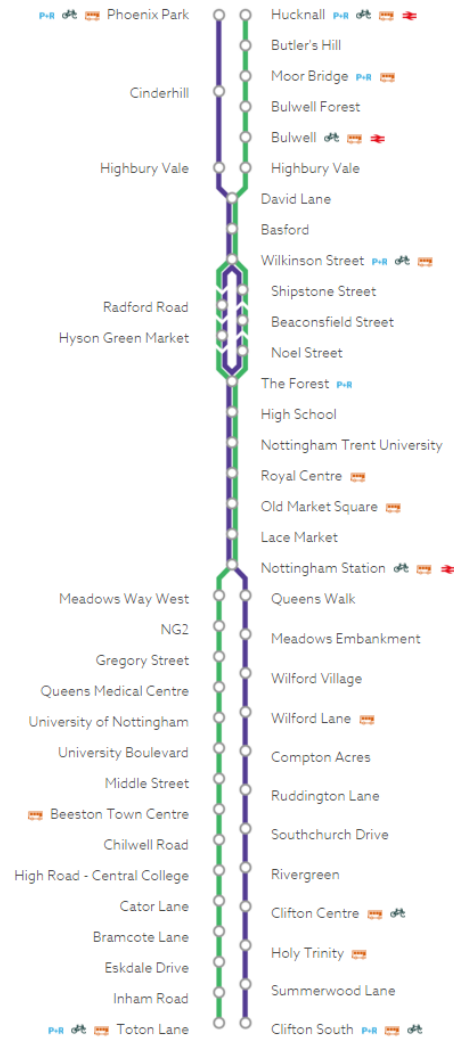 P+R Phoenix Park
Hucknall P+R
Butler's Hill
Moor Bridge P+R
Cinderhill
Bulwell Forest
Bulwell
Highbury Vale
Highbury Vale
David Lane
Basford
Wilkinson Street P+R
Shipstone Street
Radford Road
Beaconsfield Street
Hyson Green Market
Noel Street
The Forest P+R
High School
Nottingham Trent University
Royal Centre
Old Market Square
Lace Market
Nottingham Station
Meadows Way West
Queens Walk
NG2
Meadows Embankment
Gregory Street
Wilford Village
Queens Medical Centre
Wilford Lane
University of Nottingham
University Boulevard
Compton Acres
Middle Street
Ruddington Lane
Beeston Town Centre
Southchurch Drive
Chilwell Road
High Road - Central College
Rivergreen
Cator Lane
Clifton Centre
Bramcote Lane
Holy Trinity
Eskdale Drive
Summerwood Lane
Inham Road
P+R Toton Lane
Clifton South P+R